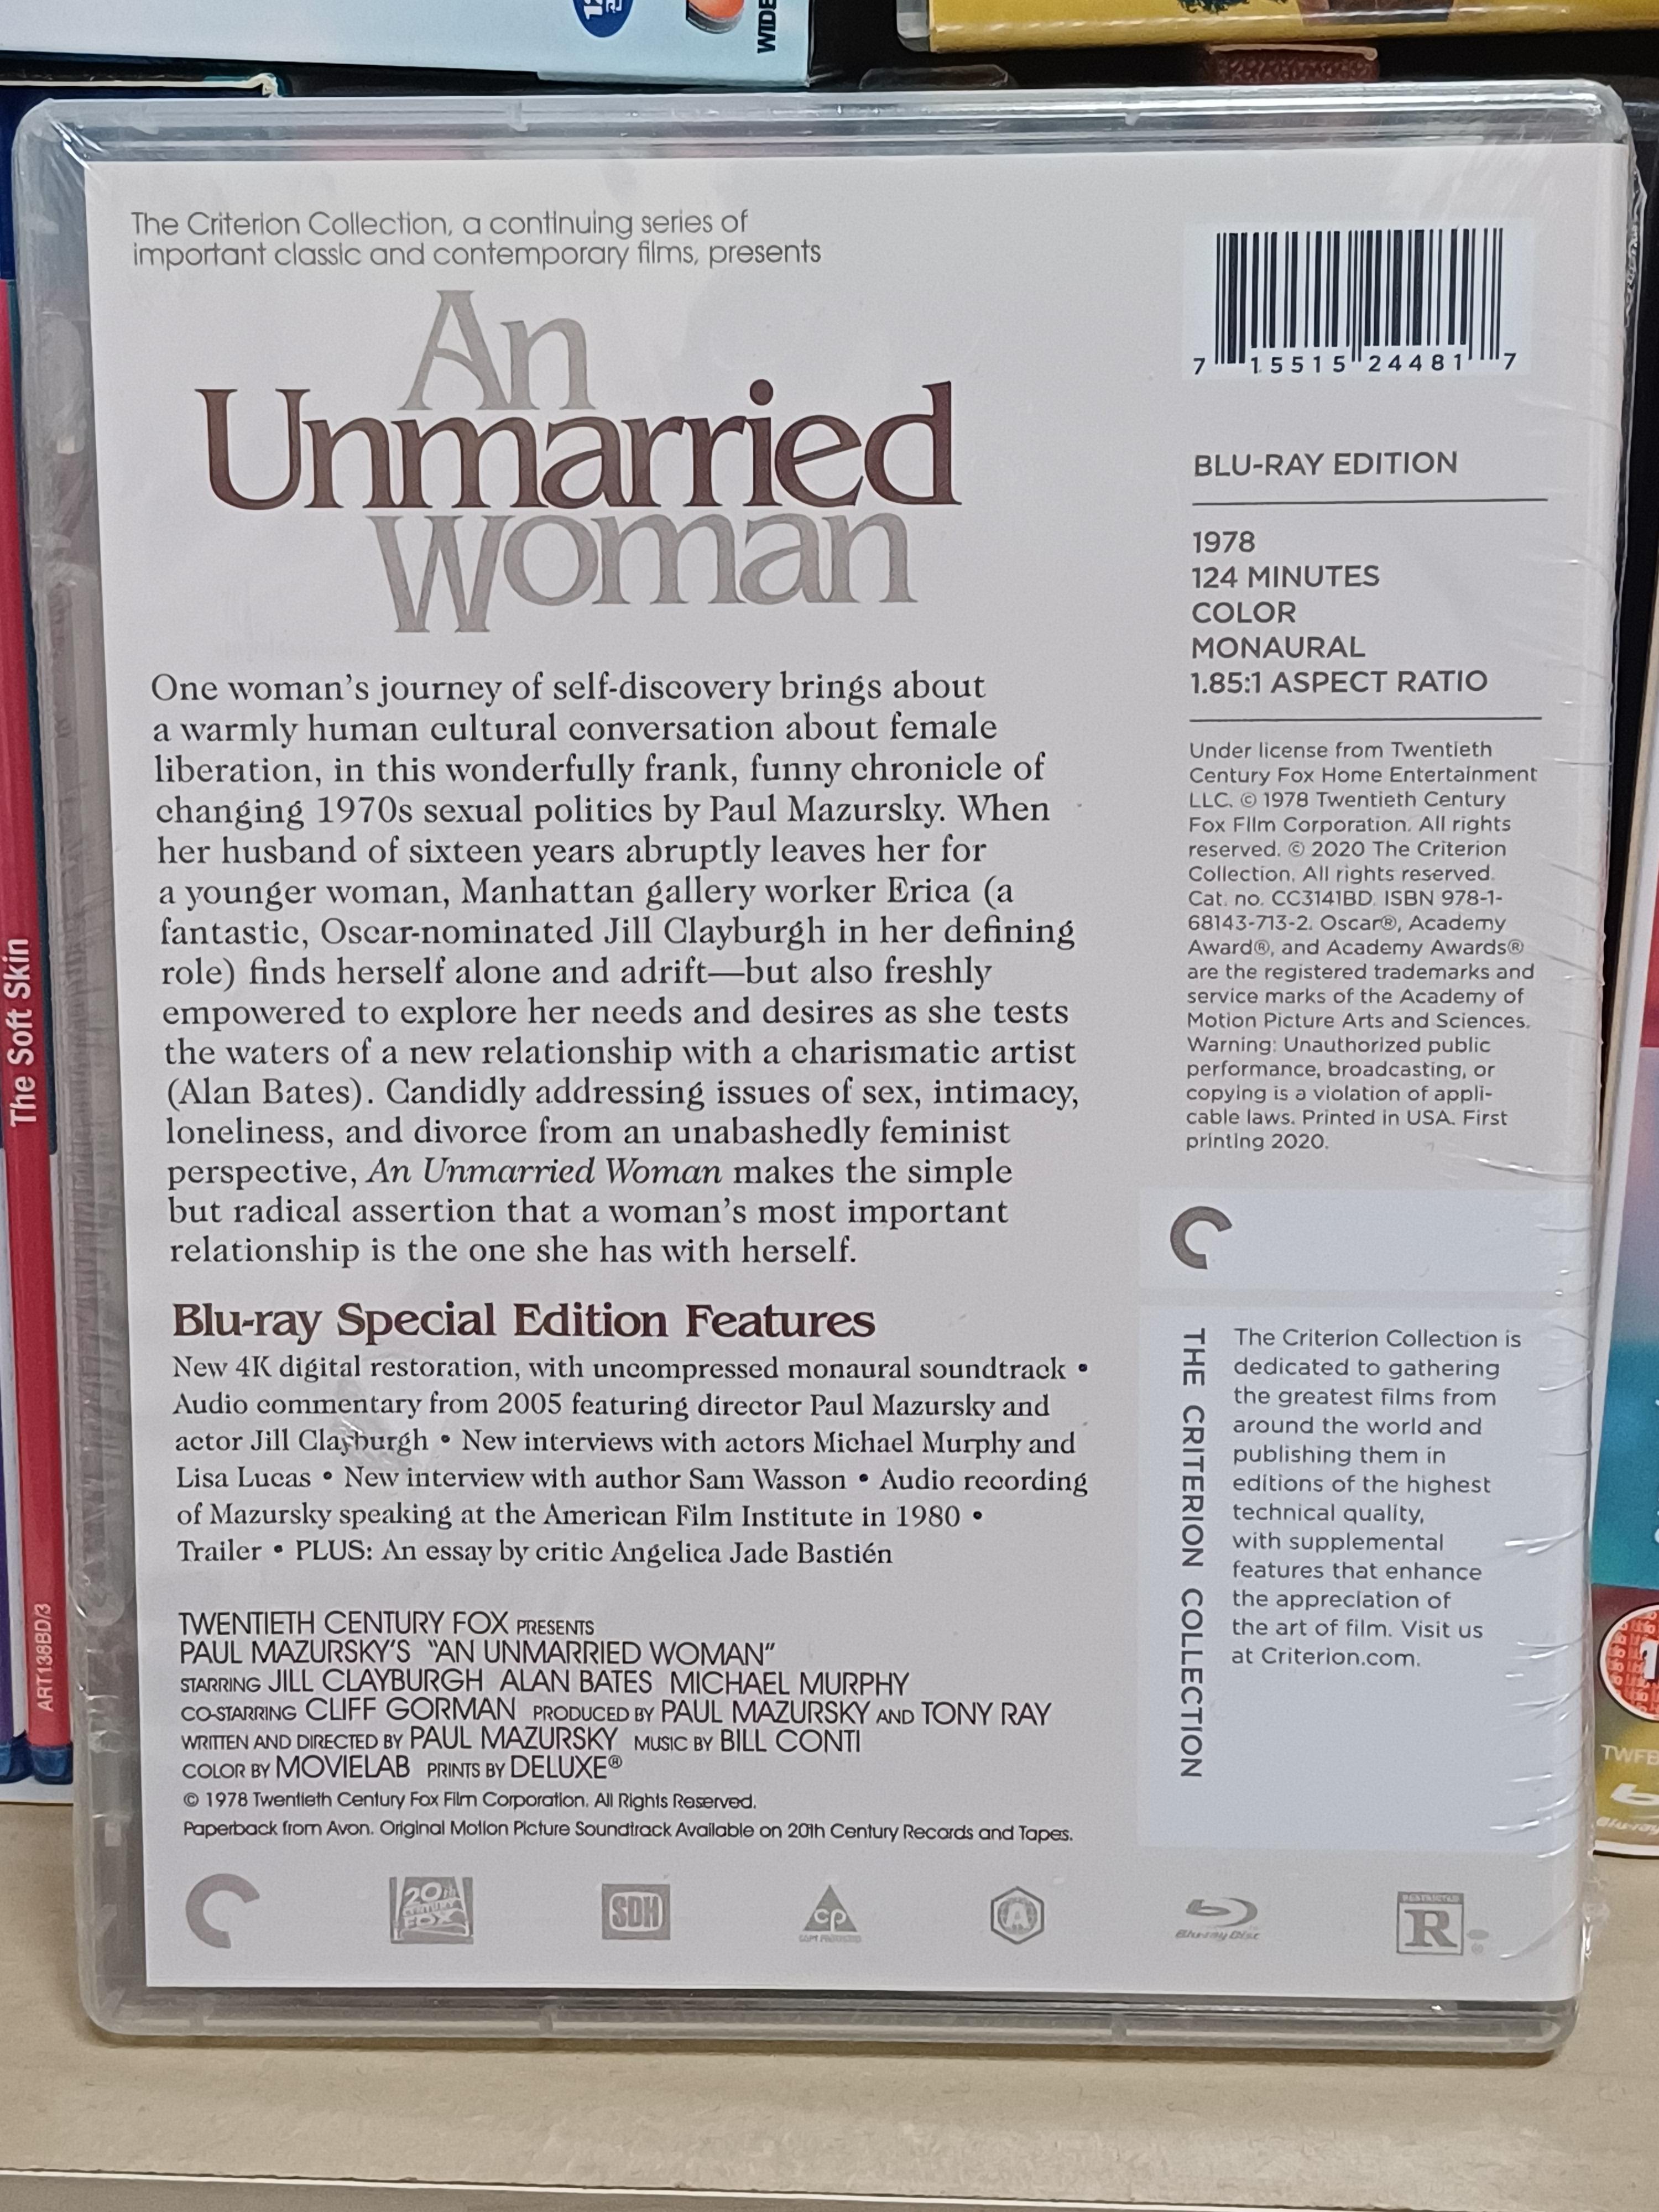 WIDE
The Criterion Collection, a continuing series of
important classic and contemporary films, presents
An
Unmarried
Woman
One woman's journey of self-discovery brings about
a warmly human cultural conversation about female
liberation, in this wonderfully frank, funny chronicle of
changing 1970s sexual politics by Paul Mazursky. When
her husband of sixteen years abruptly leaves her for
a younger woman, Manhattan gallery worker Erica (a
fantastic, Oscar-nominated Jill Clayburgh in her defining
role) finds herself alone and adrift—but also freshly
empowered to explore her needs and desires as she tests
the waters of a new relationship with a charismatic artist
(Alan Bates). Candidly addressing issues of sex, intimacy,
loneliness, and divorce from an unabashedly feminist
perspective, An Unmarried Woman makes the simple
but radical assertion that a woman's most important
relationship is the one she has with herself.
Blu-ray Special Edition Features
New 4K digital restoration, with uncompressed monaural soundtrack •
Audio commentary from 2005 featuring director Paul Mazursky and
actor Jill Clayburgh • New interviews with actors Michael Murphy and
Lisa Lucas • New interview with author Sam Wasson • Audio recording
of Mazursky speaking at the American Film Institute in 1980 •
Trailer • PLUS: An essay by critic Angelica Jade Bastién
TWENTIETH CENTURY FOX PRESENTS
PAUL MAZURSKY'S "AN UNMARRIED WOMAN"
STARRING JILL CLAYBURGH ALAN BATES MICHAEL MURPHY
CO-STARRING CLIFF GORMAN PRODUCED BY PAUL MAZURSKY AND TONY RAY
WRITTEN AND DIRECTED BY PAUL MAZURSKY MUSIC BY BILL CONTI
COLOR BY MOVIELAB PRINTS BY DELUXE®
© 1978 Twentieth Century Fox Film Corporation. All Rights Reserved.
Paperback from Avon. Original Motion Picture Soundtrack Available on 20th Century Records and Tapes.
7 15515 24481 7
BLU-RAY EDITION
1978
124 MINUTES
COLOR
MONAURAL
1.85:1 ASPECT RATIO
Under license from Twentieth
Century Fox Home Entertainment
LLC. © 1978 Twentieth Century
Fox Film Corporation. All rights
reserved. © 2020 The Criterion
Collection. All rights reserved.
Cat. no. CC3141BD. ISBN 978-1-
68143-713-2. Oscar®, Academy
Award®, and Academy Awards®
are the registered trademarks and
service marks of the Academy of
Motion Picture Arts and Sciences.
Warning: Unauthorized public
performance, broadcasting, or
copying is a violation of appli-
cable laws. Printed in USA. First
printing 2020.
THE CRITERION COLLECTION
The Criterion Collection is
dedicated to gathering
the greatest films from
around the world and
publishing them in
editions of the highest
technical quality,
with supplemental
features that enhance
the appreciation of
the art of film. Visit us
at Criterion.com.
20th
CENTURY
FOX
SDH
cp
A
Blu-ray Disc
RESTRICTED
R
The Soft Skin
ART138BD/3
TWFB